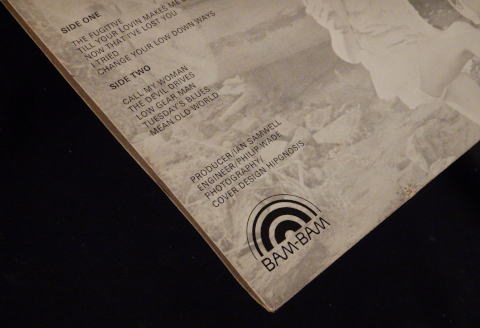 SIDE ONE
THE FUGITIVE
TILL YOUR LOVIN MAKES ME
NOW THAT I'VE LOST YOU
I TRIED
CHANGE YOUR LOW DOWN WAYS
SIDE TWO
CALL MY WOMAN
THE DEVIL DRIVES
LOW GEAR MAN
TUESDAY'S BLUES
MEAN OLD WORLD
PRODUCER/IAN SAMWELL
ENGINEER/PHILIP WADE
PHOTOGRAPHY/
COVER DESIGN HIPGNOSIS
BAM-BAM